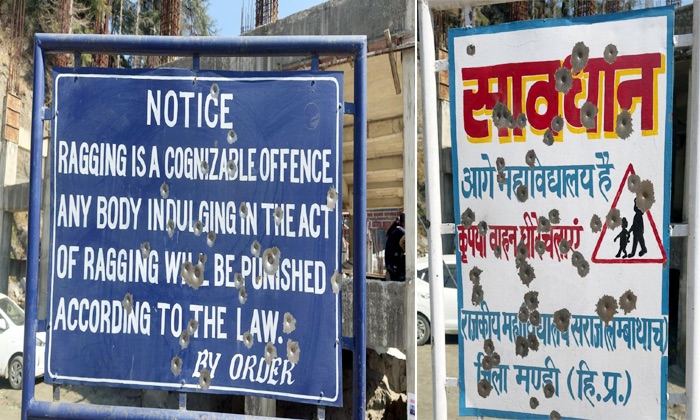 NOTICE
RAGGING IS A COGNIZABLE OFFENCE
ANY BODY INDULGING IN THE ACT
OF RAGGING WILL BE PUNISHED
ACCORDING TO THE LAW.
BY ORDER
सावधान
आगे महाविद्यालय है
कृपया वाहन धीरे चलाएं
राजकीय महाविद्यालय सराज (लम्बाथाच)
जिला मण्डी (हि.प्र.)